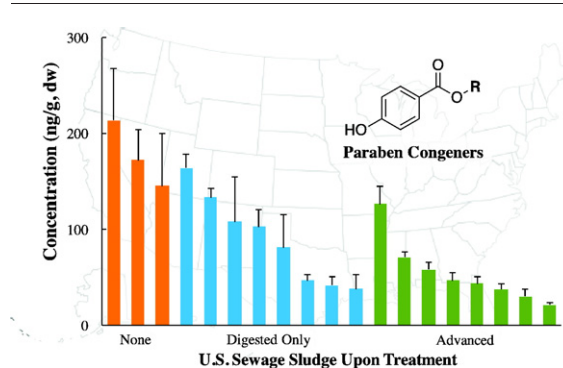 Concentration (ng/g, dw)
300
200
100
0
O
O
R
HO
Paraben Congeners
None
Digested Only
Advanced
U.S. Sewage Sludge Upon Treatment